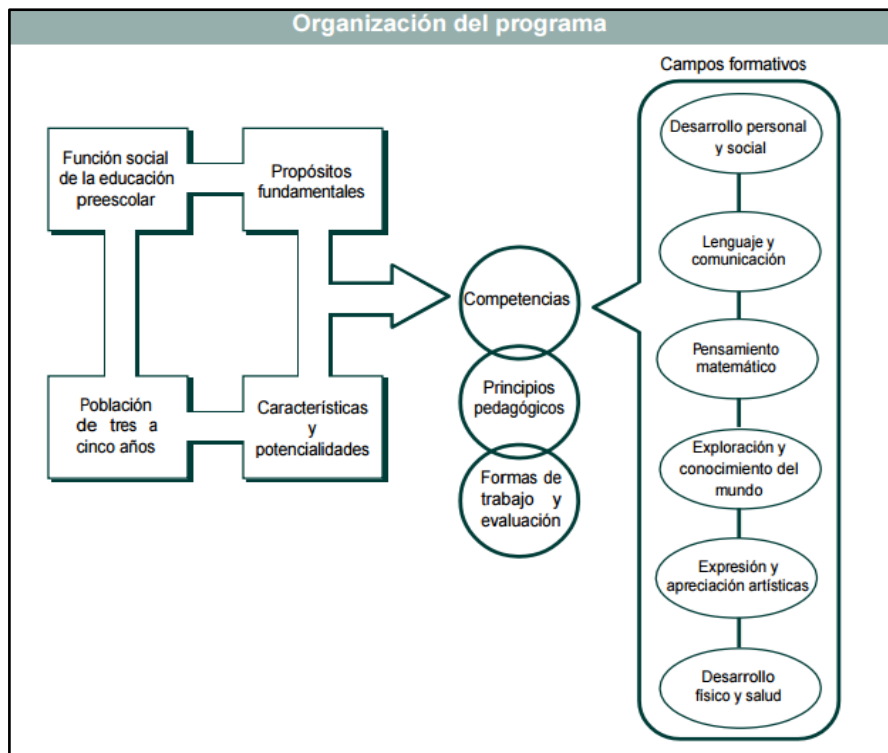 Organización del programa
Campos formativos
Función social
de la educación
preescolar
Propósitos
fundamentales
Población
de tres a
cinco años
Características
y
potencialidades
Competencias
Principios
pedagógicos
Formas de
trabajo y
evaluación
Desarrollo personal
y social
Lenguaje y
comunicación
Pensamiento
matemático
Exploración y
conocimiento del
mundo
Expresión y
apreciación artísticas
Desarrollo
físico y salud